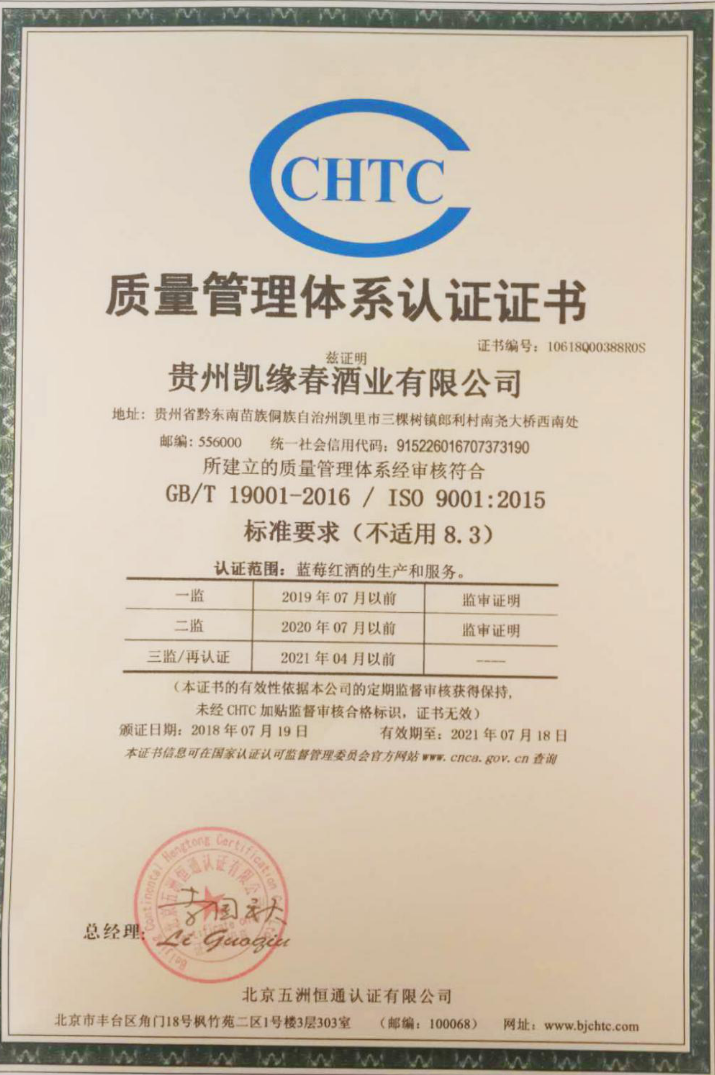 CHTC
质量管理体系认证证书
证书编号：10618Q00388R0S
兹证明
贵州凯缘春酒业有限公司
地址：贵州省黔东南苗族侗族自治州凯里市三棵树镇郎利村南尧大桥西南处
邮编：556000 统一社会信用代码：915226016707373190
所建立的质量管理体系经审核符合
GB/T 19001-2016 / ISO 9001:2015
标准要求（不适用 8.3）
认证范围：蓝莓红酒的生产和服务。
一监 2019 年 07 月以前 监审证明
二监 2020 年 07 月以前 监审证明
三监/再认证 2021 年 04 月以前 ----
（本证书的有效性依据本公司的定期监督审核获得保持，
未经 CHTC 加贴监督审核合格标识，证书无效）
颁证日期：2018 年 07 月 19 日 有效期至：2021 年 07 月 18 日
本证书信息可在国家认证认可监督管理委员会官方网站 www.cnca.gov.cn 查询
Continental Hengtong Certification
北京五洲恒通认证有限公司
总经理：
李国秋
Li Guoqiu
北京五洲恒通认证有限公司
北京市丰台区角门18号枫竹苑二区1号楼3层303室 （邮编：100068） 网址：www.bjchtc.com